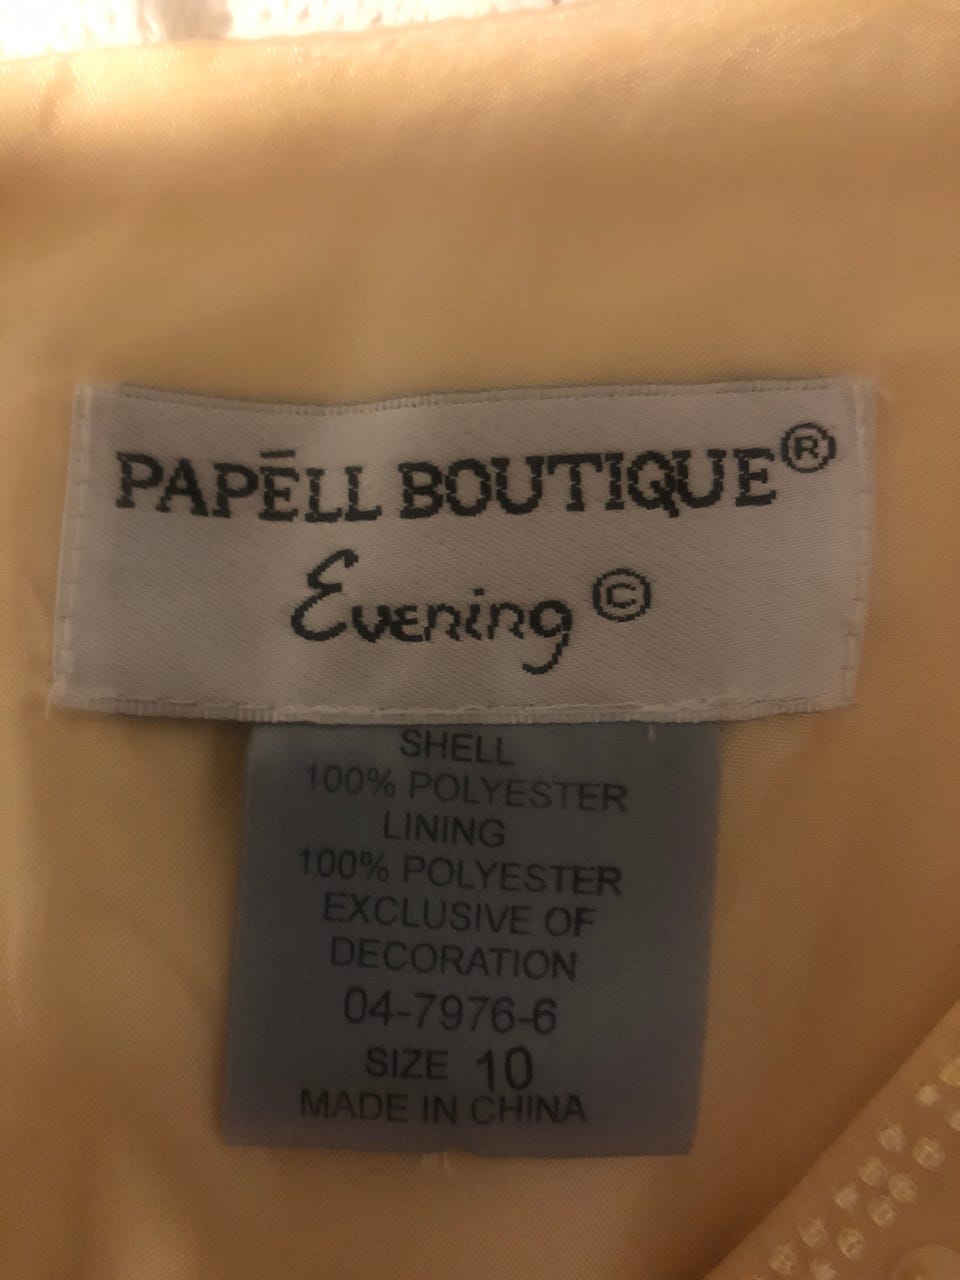 PAPĒLL BOUTIQUE®
Evening ©
SHELL
100% POLYESTER
LINING
100% POLYESTER
EXCLUSIVE OF
DECORATION
04-7976-6
SIZE 10
MADE IN CHINA